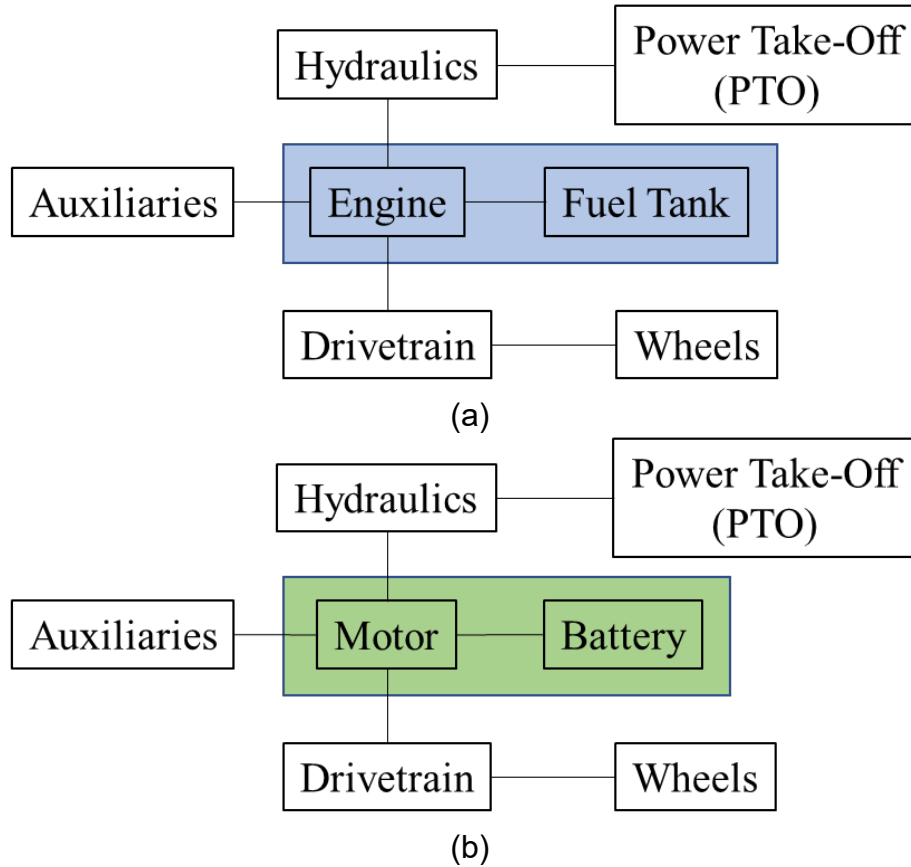 Power Take-Off
(PTO)
Hydraulics
Auxiliaries
Engine
Fuel Tank
Drivetrain
Wheels
(a)
Power Take-Off
(PTO)
Hydraulics
Auxiliaries
Motor
Battery
Drivetrain
Wheels
(b)